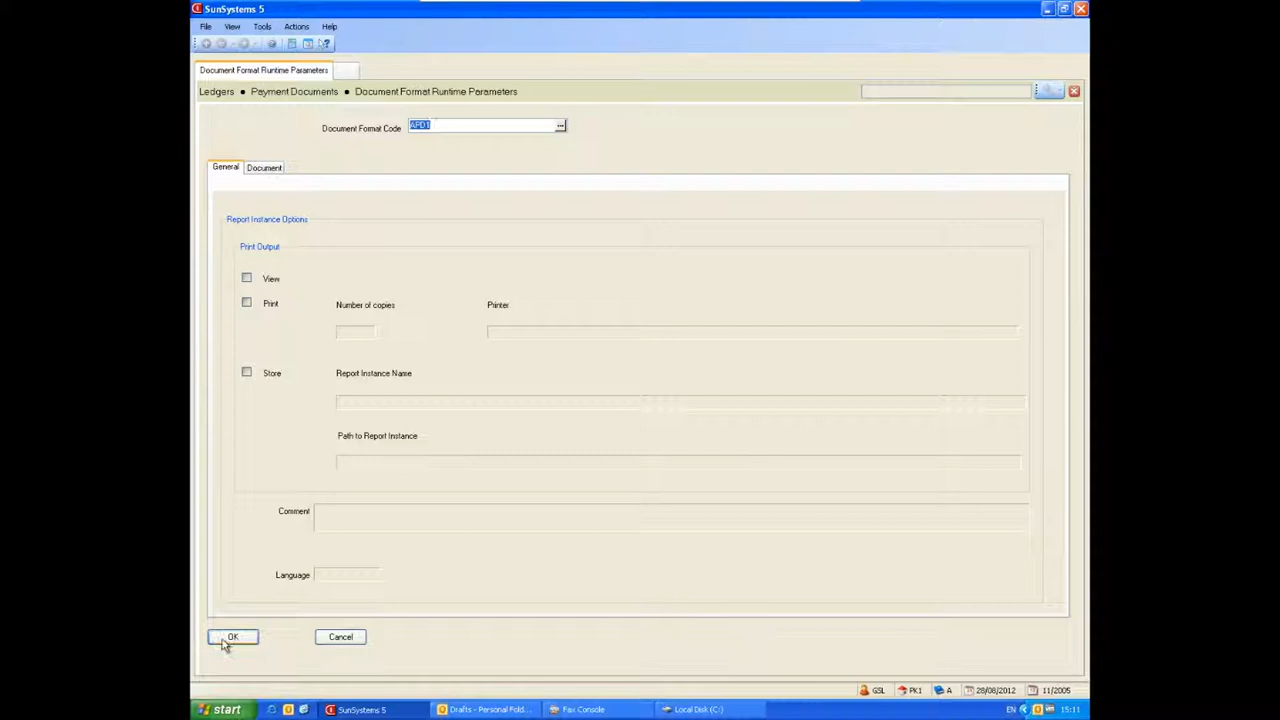 SunSystems 5
File View Tools Actions Help
Document Format Runtime Parameters
Ledgers • Payment Documents • Document Format Runtime Parameters
Document Format Code APD1 ...
General Document
Report Instance Options
Print Output
View
Print Number of copies Printer
Store Report Instance Name
Path to Report Instance
Comment
Language
OK Cancel
GSL PK1 A 28/08/2012 11/2005
start SunSystems 5 Drafts - Personal Fold... Fax Console Local Disk (C:) EN 15:11